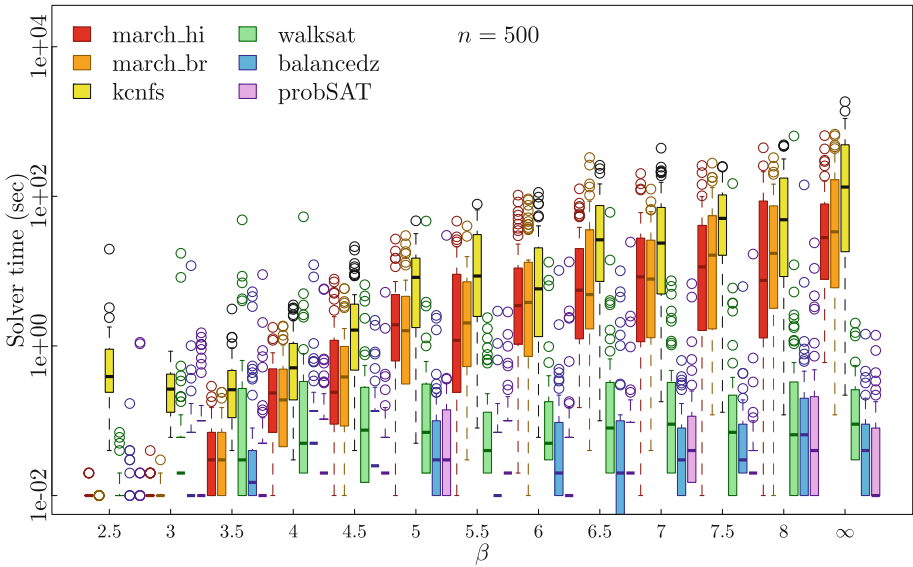 march_hi walksat n = 500
march_br balancedz
kcnfs probSAT
Solver time (sec)
1e+04
1e+02
1e+00
1e-02
2.5 3 3.5 4 4.5 5 5.5 6 6.5 7 7.5 8 ∞
β